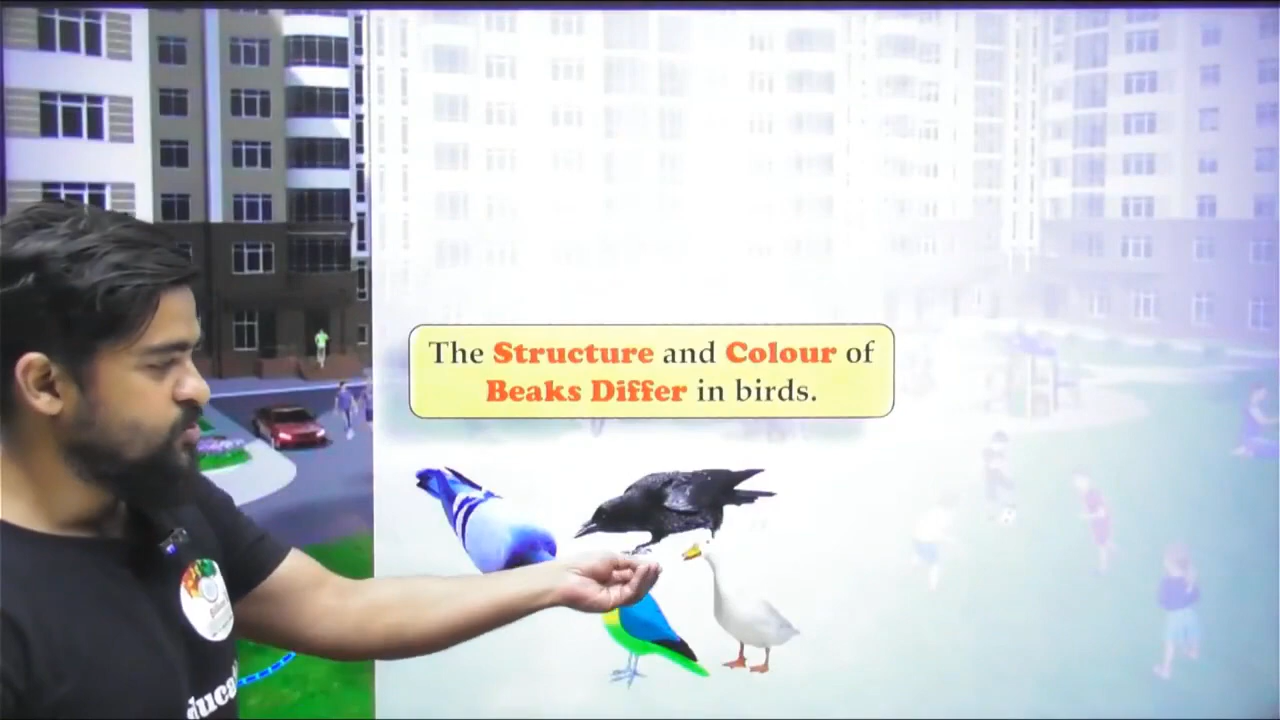 The Structure and Colour of
Beaks Differ in birds.